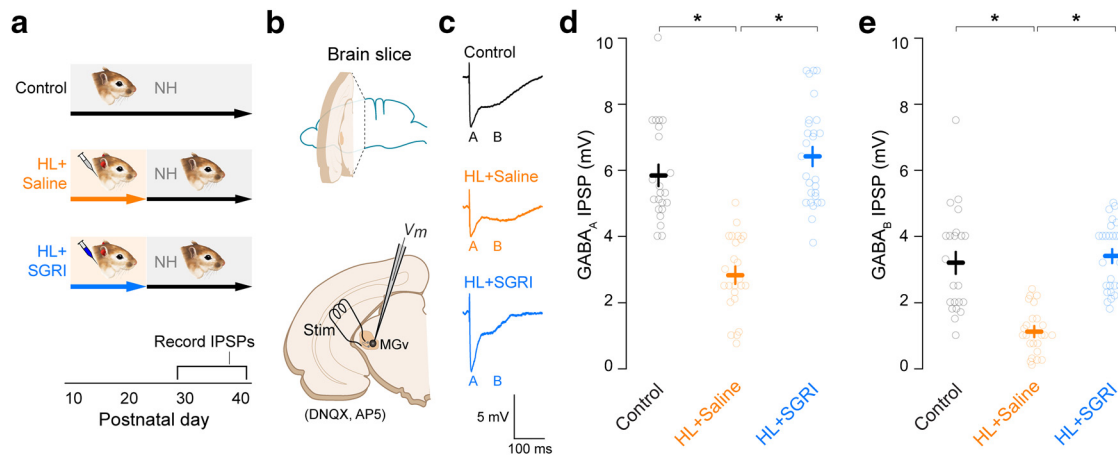 a
Control
NH
HL+
Saline
NH
HL+
SGRI
NH
Record IPSPs
10 20 30 40
Postnatal day
b
Brain slice
Vm
Stim
MGv
(DNQX, AP5)
c
Control
A B
HL+Saline
A B
HL+SGRI
A B
5 mV
100 ms
d
* *
GABAA IPSP (mV)
10
8
6
4
2
0
Control
HL+Saline
HL+SGRI
e
* *
GABAB IPSP (mV)
10
8
6
4
2
0
Control
HL+Saline
HL+SGRI